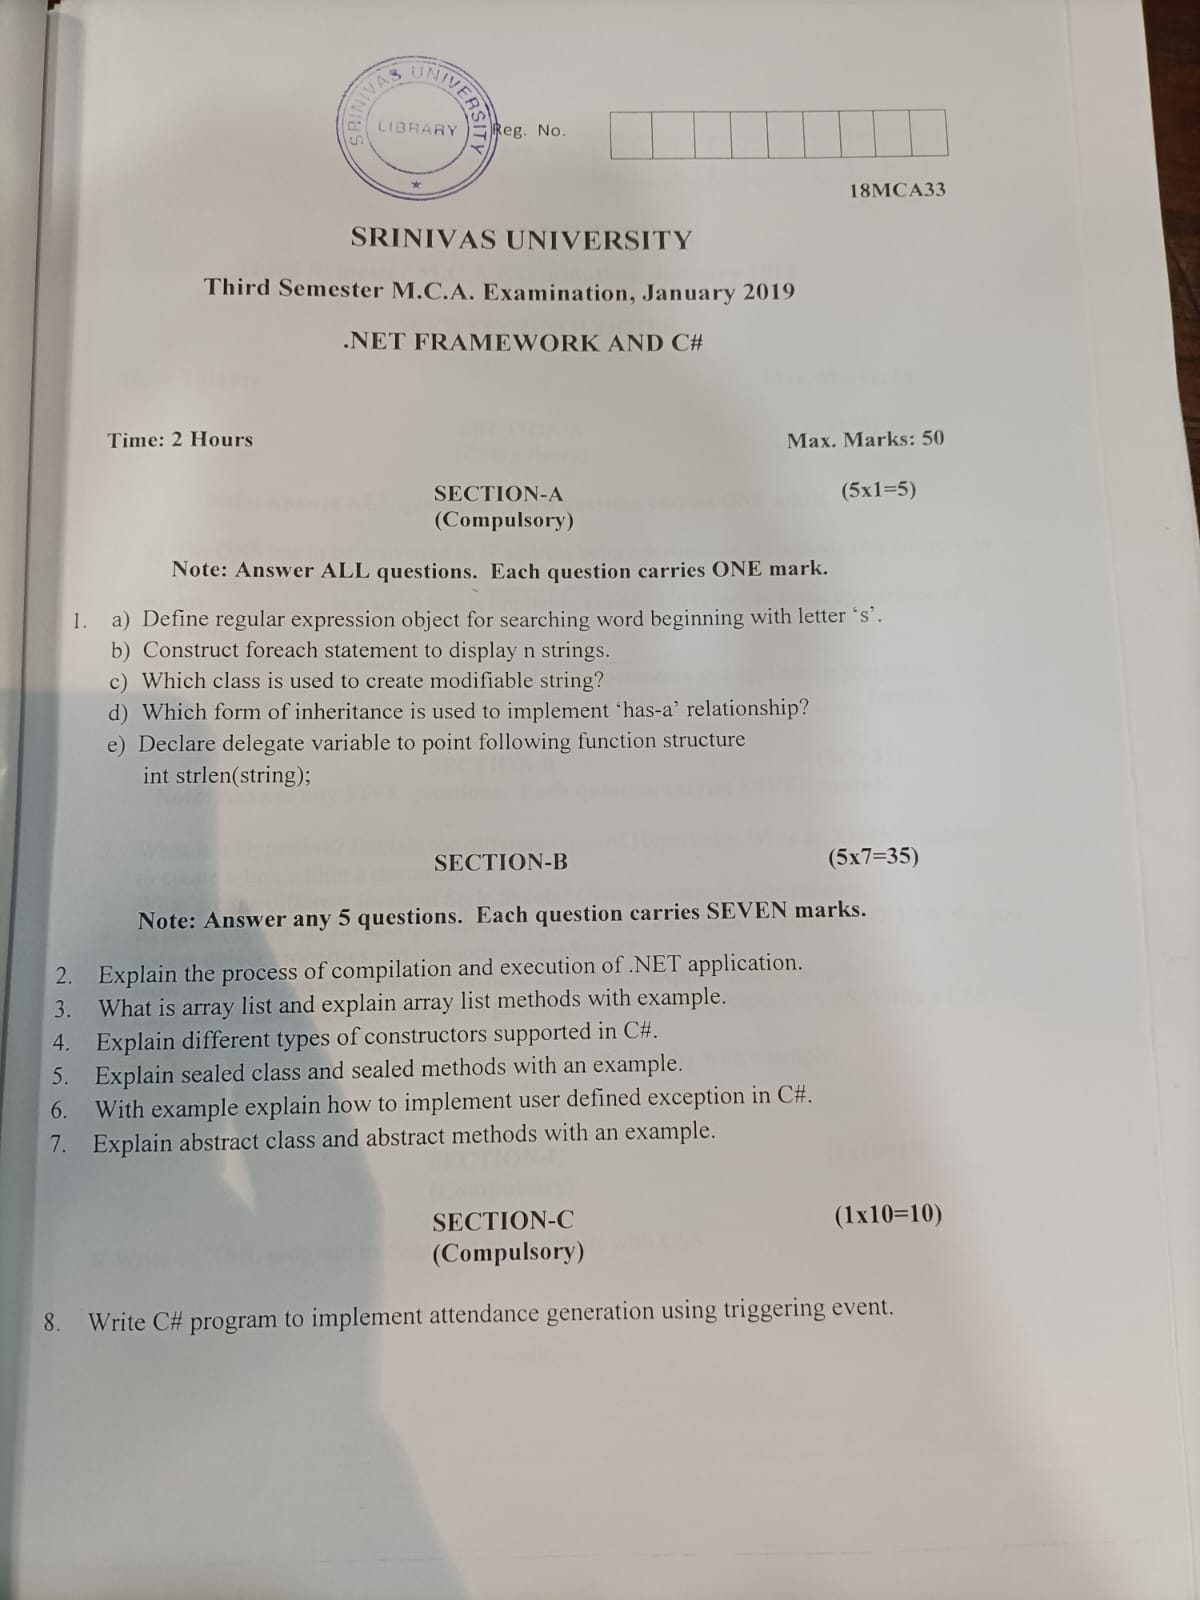 SRINIVAS UNIVERSITY
LIBRARY
Reg. No.
18MCA33
SRINIVAS UNIVERSITY
Third Semester M.C.A. Examination, January 2019
.NET FRAMEWORK AND C#
Time: 2 Hours
Max. Marks: 50
SECTION-A
(5x1=5)
(Compulsory)
Note: Answer ALL questions. Each question carries ONE mark.
1. a) Define regular expression object for searching word beginning with letter ‘s’.
b) Construct foreach statement to display n strings.
c) Which class is used to create modifiable string?
d) Which form of inheritance is used to implement ‘has-a’ relationship?
e) Declare delegate variable to point following function structure
int strlen(string);
SECTION-B
(5x7=35)
Note: Answer any 5 questions. Each question carries SEVEN marks.
2. Explain the process of compilation and execution of .NET application.
3. What is array list and explain array list methods with example.
4. Explain different types of constructors supported in C#.
5. Explain sealed class and sealed methods with an example.
6. With example explain how to implement user defined exception in C#.
7. Explain abstract class and abstract methods with an example.
SECTION-C
(1x10=10)
(Compulsory)
8. Write C# program to implement attendance generation using triggering event.